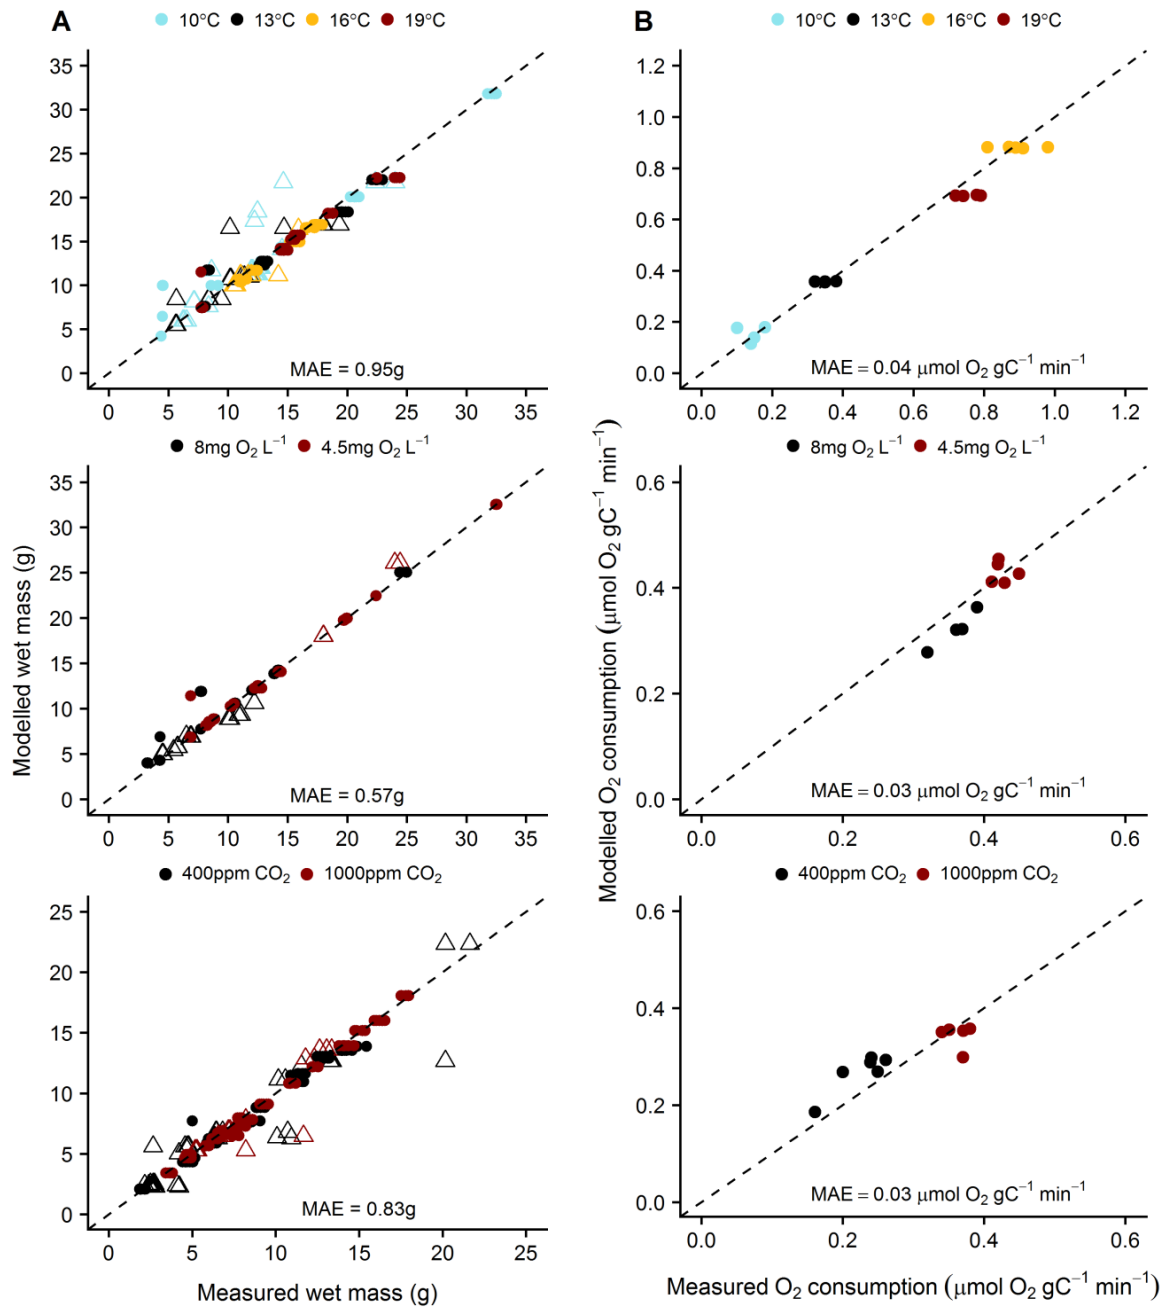 A
10°C 13°C 16°C 19°C
35
30
25
20
15
10
5
0
MAE = 0.95g
0 5 10 15 20 25 30 35
B
10°C 13°C 16°C 19°C
1.2
1.0
0.8
0.6
0.4
0.2
0.0
MAE = 0.04 μmol O₂ gC⁻¹ min⁻¹
0.0 0.2 0.4 0.6 0.8 1.0 1.2
8mg O₂ L⁻¹ 4.5mg O₂ L⁻¹
35
30
25
20
15
10
5
0
MAE = 0.57g
0 5 10 15 20 25 30 35
Modelled wet mass (g)
8mg O₂ L⁻¹ 4.5mg O₂ L⁻¹
0.6
0.4
0.2
0.0
MAE = 0.03 μmol O₂ gC⁻¹ min⁻¹
0.0 0.2 0.4 0.6
Modelled O₂ consumption (μmol O₂ gC⁻¹ min⁻¹)
400ppm CO₂ 1000ppm CO₂
25
20
15
10
5
0
MAE = 0.83g
0 5 10 15 20 25
Measured wet mass (g)
400ppm CO₂ 1000ppm CO₂
0.6
0.4
0.2
0.0
MAE = 0.03 μmol O₂ gC⁻¹ min⁻¹
0.0 0.2 0.4 0.6
Measured O₂ consumption (μmol O₂ gC⁻¹ min⁻¹)